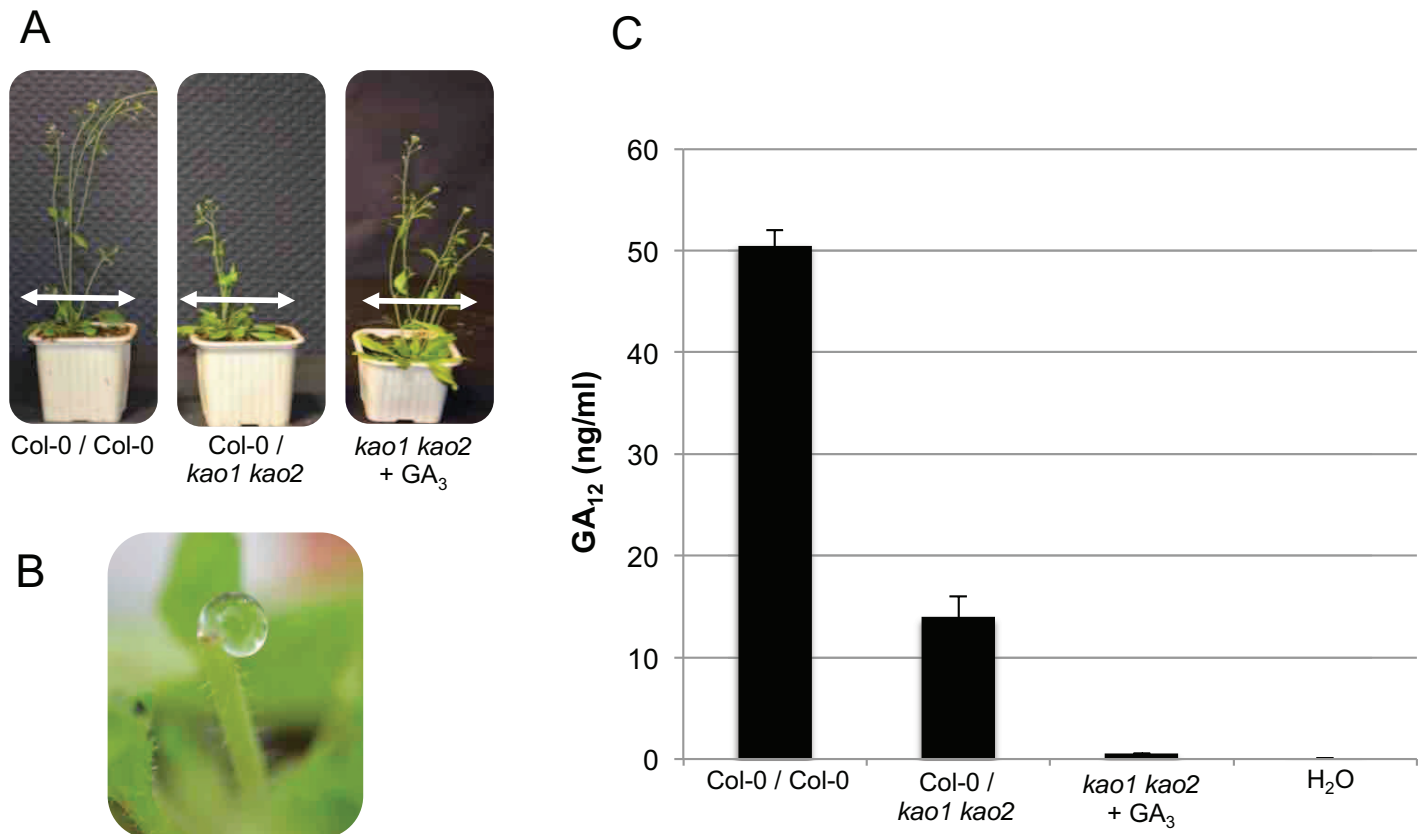 A
Col-0 / Col-0
Col-0 /
kao1 kao2
kao1 kao2
+ GA₃
B
C
GA₁₂ (ng/ml)
60
50
40
30
20
10
0
Col-0 / Col-0
Col-0 /
kao1 kao2
kao1 kao2
+ GA₃
H₂O